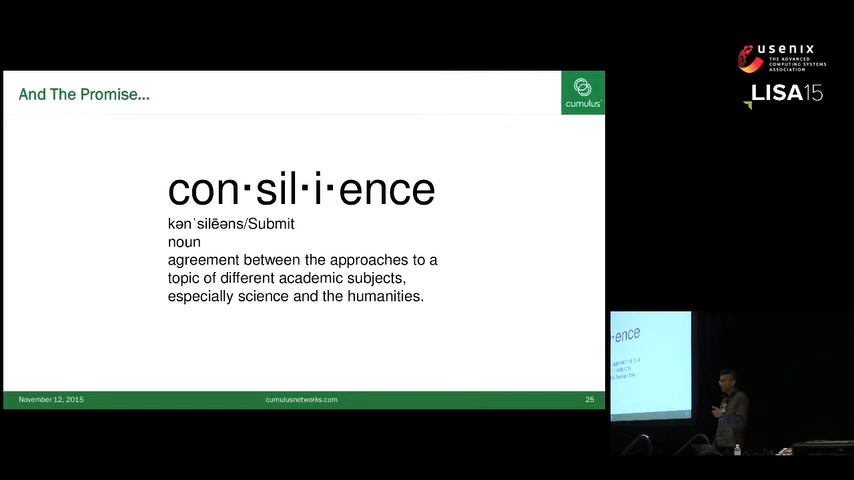 usenix
THE ADVANCED
COMPUTING SYSTEMS
ASSOCIATION
LISA15
And The Promise...
cumulus
con·sil·i·ence
kənˈsilēəns/Submit
noun
agreement between the approaches to a
topic of different academic subjects,
especially science and the humanities.
November 12, 2015
cumulusnetworks.com
25
ience